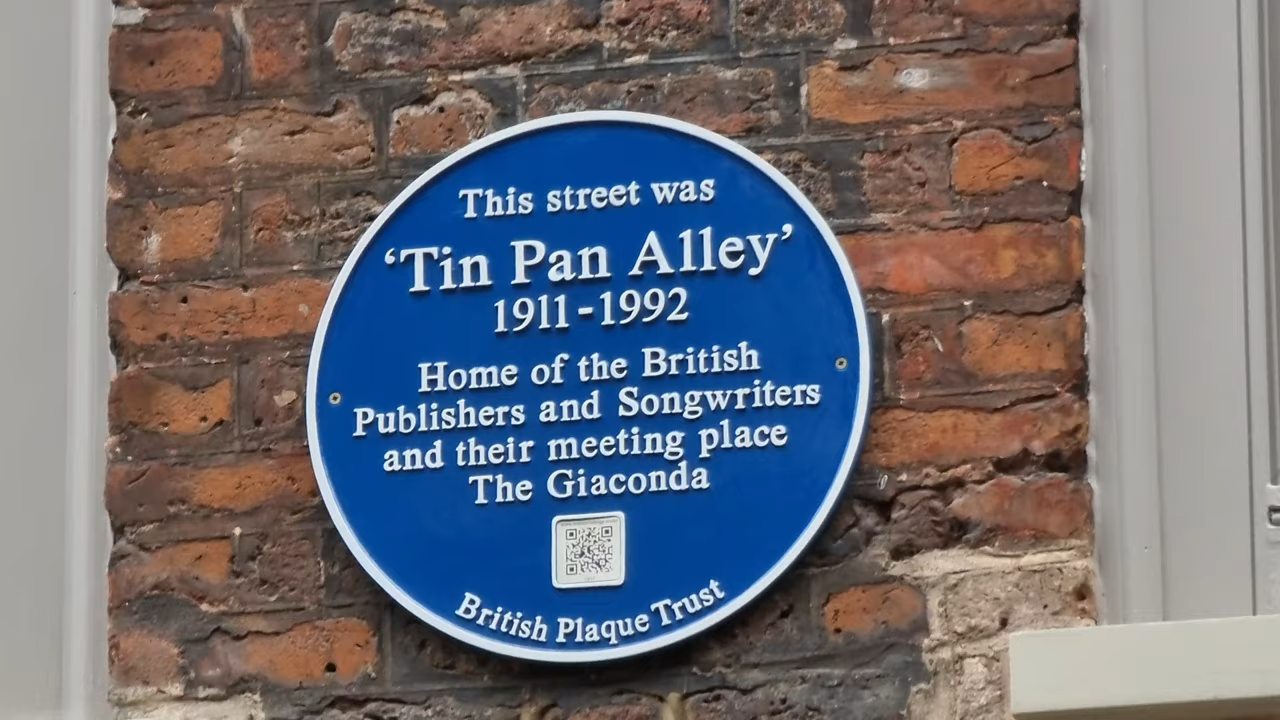 This street was
‘Tin Pan Alley’
1911-1992
Home of the British
Publishers and Songwriters
and their meeting place
The Giaconda
British Plaque Trust